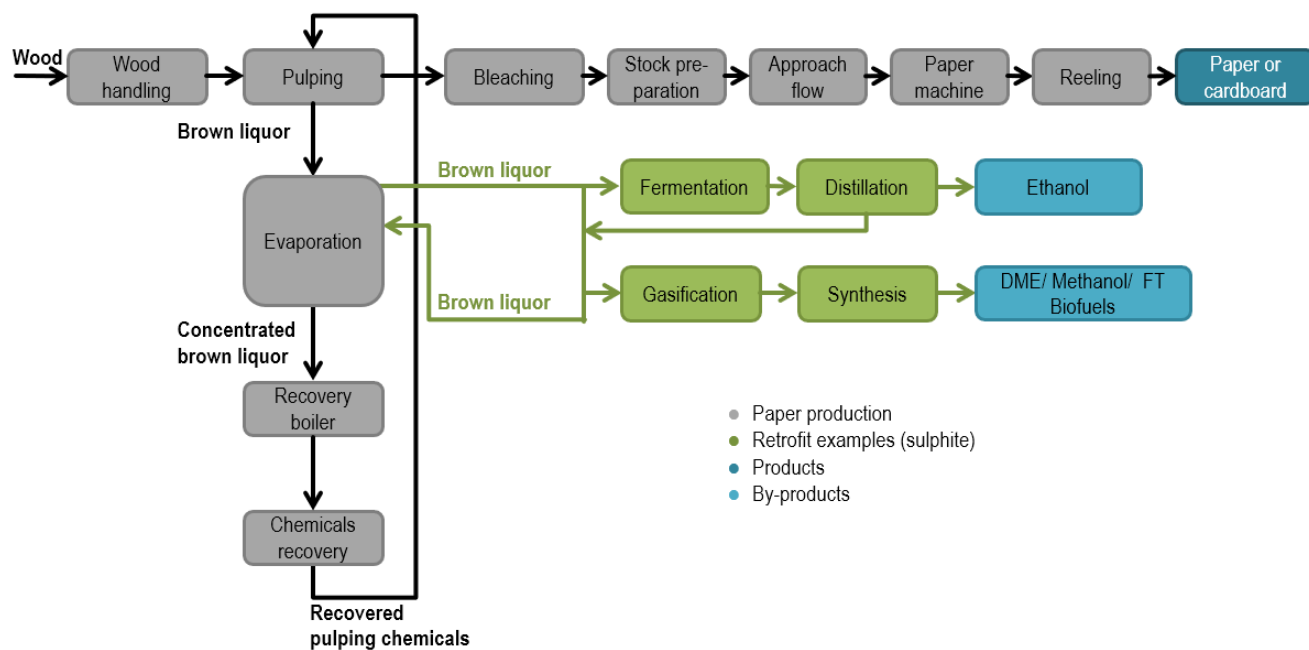 Wood
Wood
handling
Pulping
Bleaching
Stock pre-
paration
Approach
flow
Paper
machine
Reeling
Paper or
cardboard
Brown liquor
Brown liquor
Fermentation
Distillation
Ethanol
Evaporation
Brown liquor
Gasification
Synthesis
DME/ Methanol/ FT
Biofuels
Concentrated
brown liquor
Recovery
boiler
Paper production
Retrofit examples (sulphite)
Products
By-products
Chemicals
recovery
Recovered
pulping chemicals